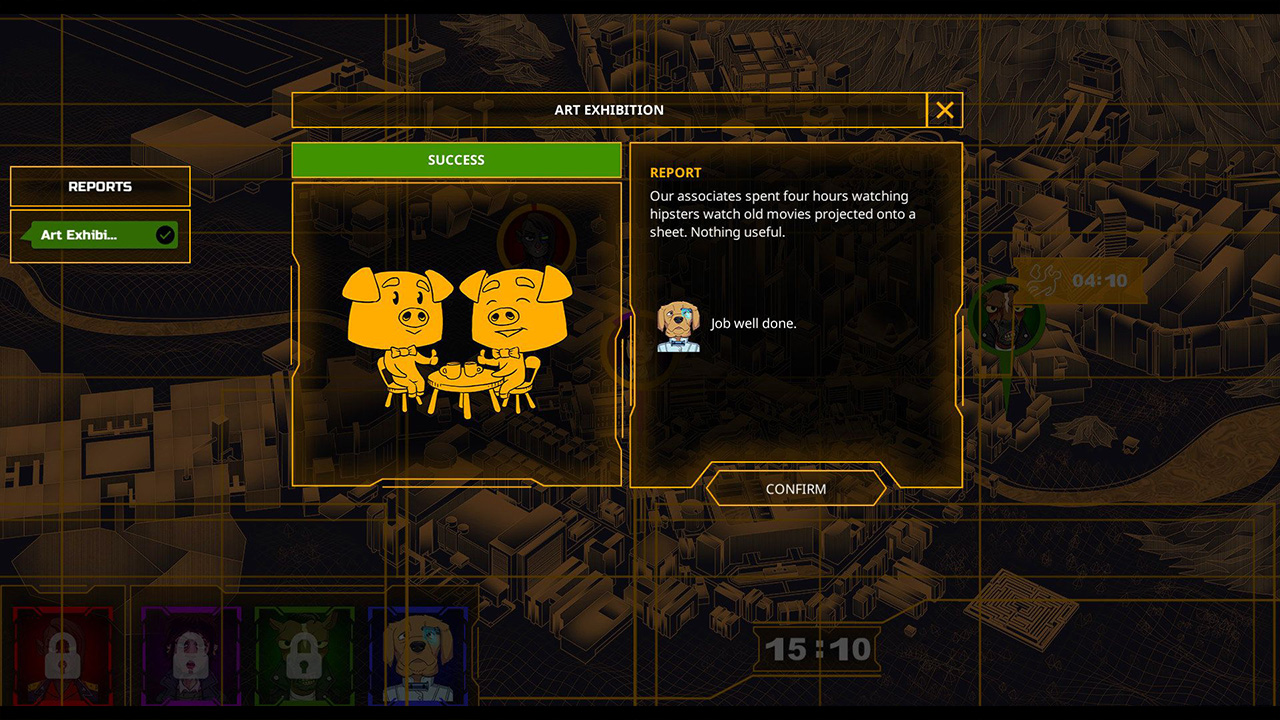 ART EXHIBITION
SUCCESS
REPORTS
Art Exhibi...
REPORT
Our associates spent four hours watching
hipsters watch old movies projected onto a
sheet. Nothing useful.
Job well done.
CONFIRM
04:10
15:10